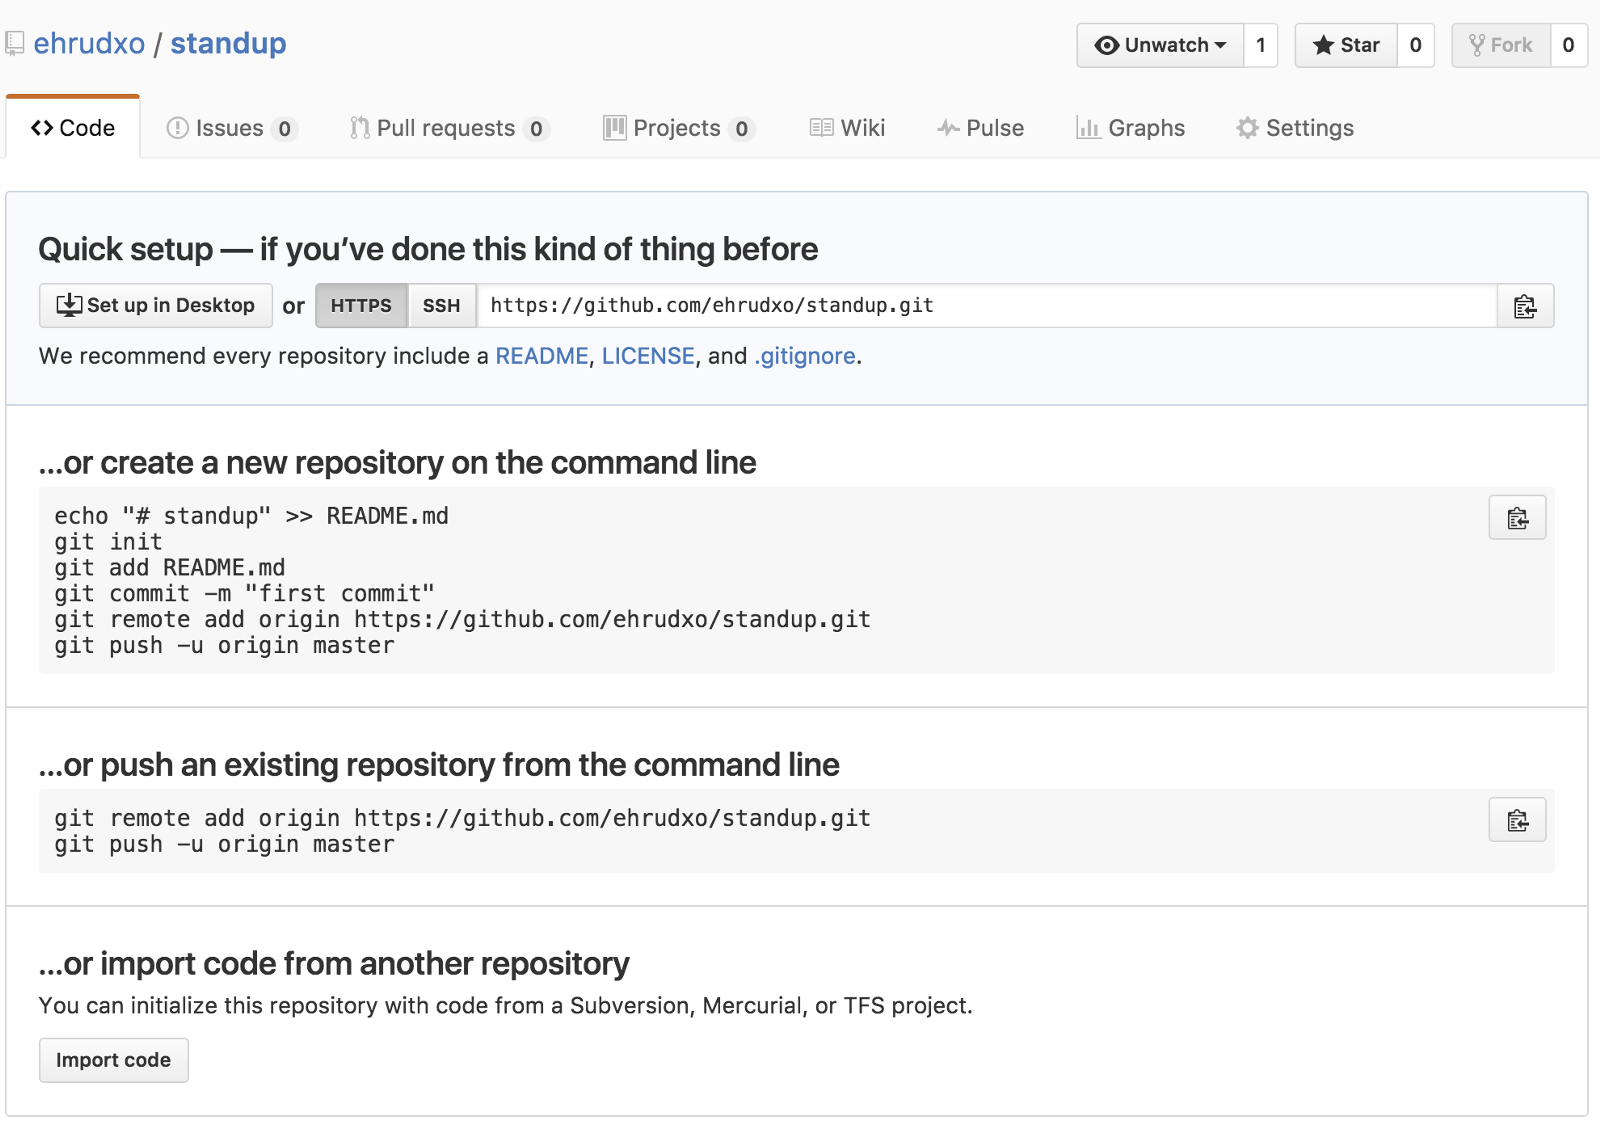 ehrudxo / standup
Unwatch 1 Star 0 Fork 0
Code Issues 0 Pull requests 0 Projects 0 Wiki Pulse Graphs Settings
Quick setup — if you’ve done this kind of thing before
Set up in Desktop or HTTPS SSH https://github.com/ehrudxo/standup.git
We recommend every repository include a README, LICENSE, and .gitignore.
…or create a new repository on the command line
echo "# standup" >> README.md
git init
git add README.md
git commit -m "first commit"
git remote add origin https://github.com/ehrudxo/standup.git
git push -u origin master
…or push an existing repository from the command line
git remote add origin https://github.com/ehrudxo/standup.git
git push -u origin master
…or import code from another repository
You can initialize this repository with code from a Subversion, Mercurial, or TFS project.
Import code